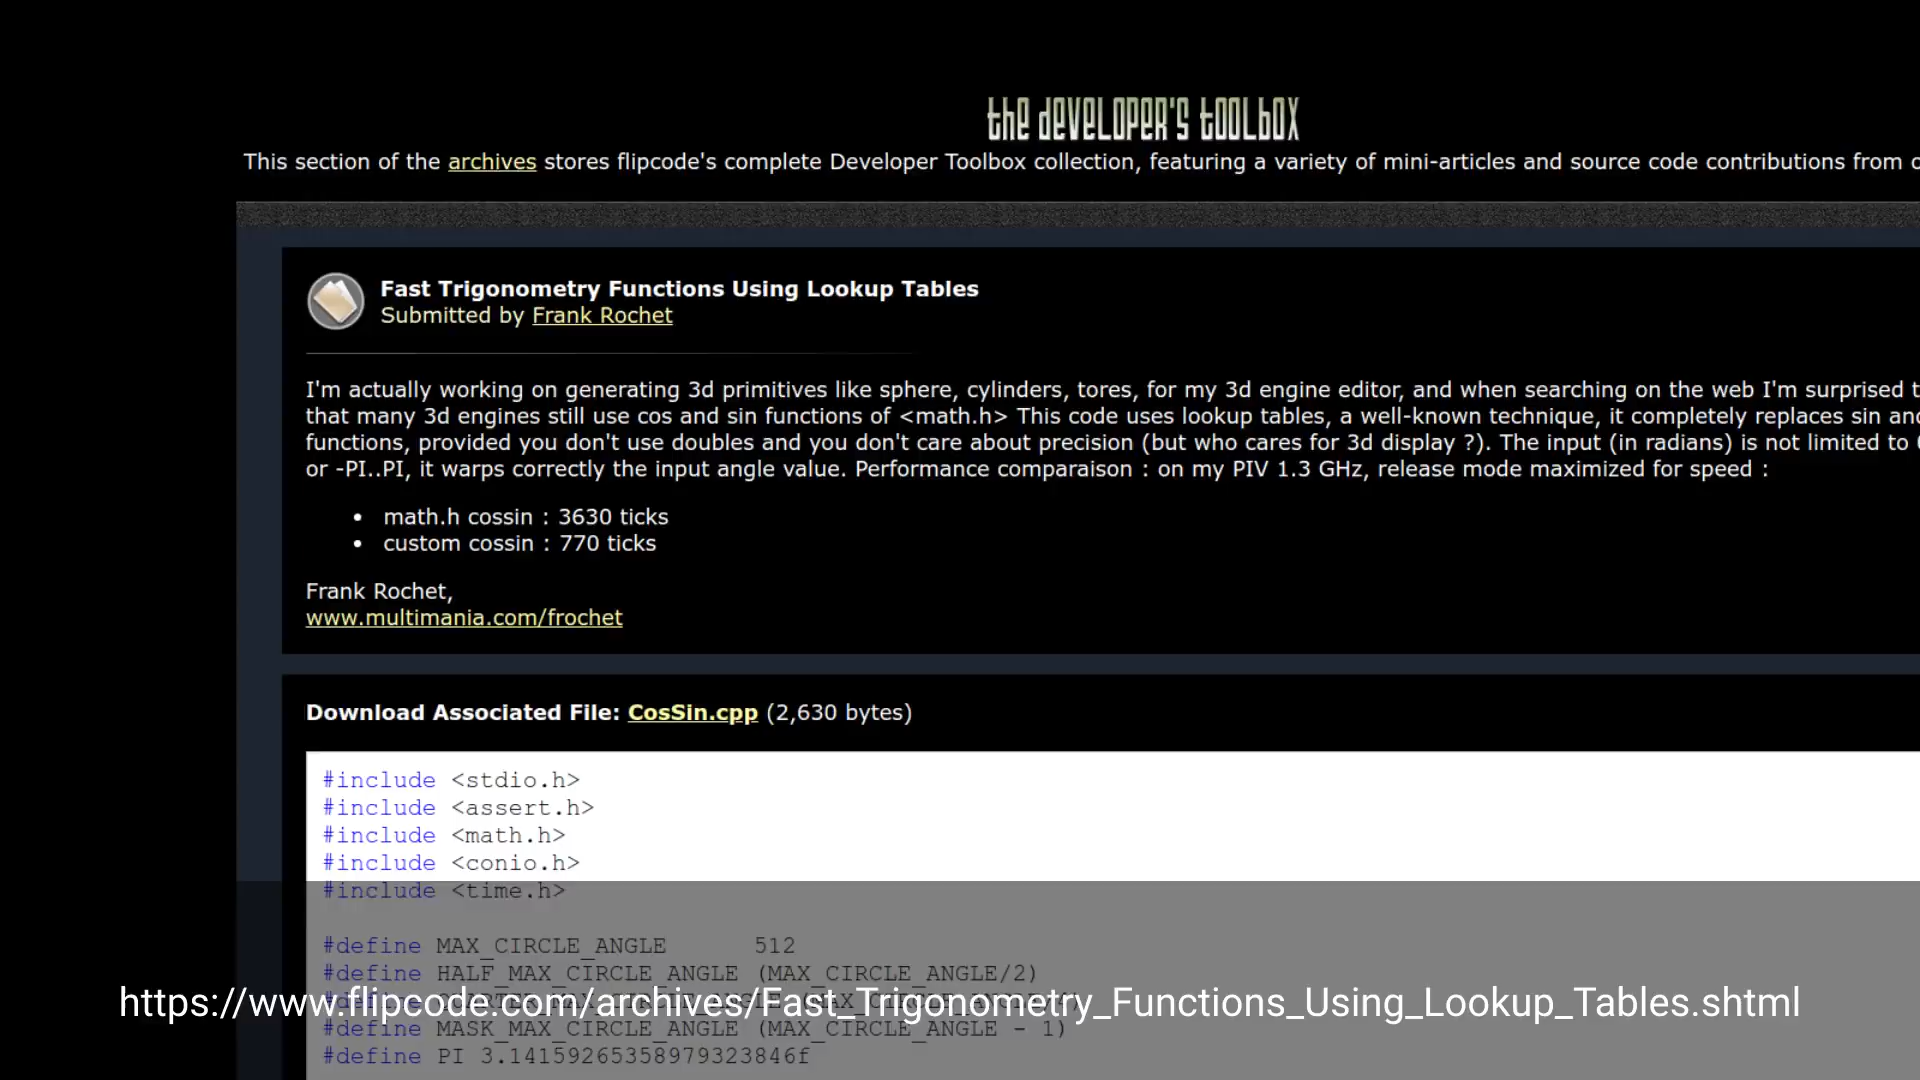 the DEVELOPER'S TOOLbOX
This section of the archives stores flipcode's complete Developer Toolbox collection, featuring a variety of mini-articles and source code contributions from
Fast Trigonometry Functions Using Lookup Tables
Submitted by Frank Rochet
I'm actually working on generating 3d primitives like sphere, cylinders, tores, for my 3d engine editor, and when searching on the web I'm surprised
that many 3d engines still use cos and sin functions of <math.h> This code uses lookup tables, a well-known technique, it completely replaces sin
functions, provided you don't use doubles and you don't care about precision (but who cares for 3d display ?). The input (in radians) is not limited to
or -PI..PI, it warps correctly the input angle value. Performance comparaison : on my PIV 1.3 GHz, release mode maximized for speed :
• math.h cossin : 3630 ticks
• custom cossin : 770 ticks
Frank Rochet,
www.multimania.com/frochet
Download Associated File: CosSin.cpp (2,630 bytes)
#include <stdio.h>
#include <assert.h>
#include <math.h>
#include <conio.h>
#include <time.h>
#define MAX_CIRCLE_ANGLE 512
#define HALF_MAX_CIRCLE_ANGLE (MAX_CIRCLE_ANGLE/2)
https://www.flipcode.com/archives/Fast_Trigonometry_Functions_Using_Lookup_Tables.shtml
#define MASK_MAX_CIRCLE_ANGLE (MAX_CIRCLE_ANGLE - 1)
#define PI 3.14159265358979323846f